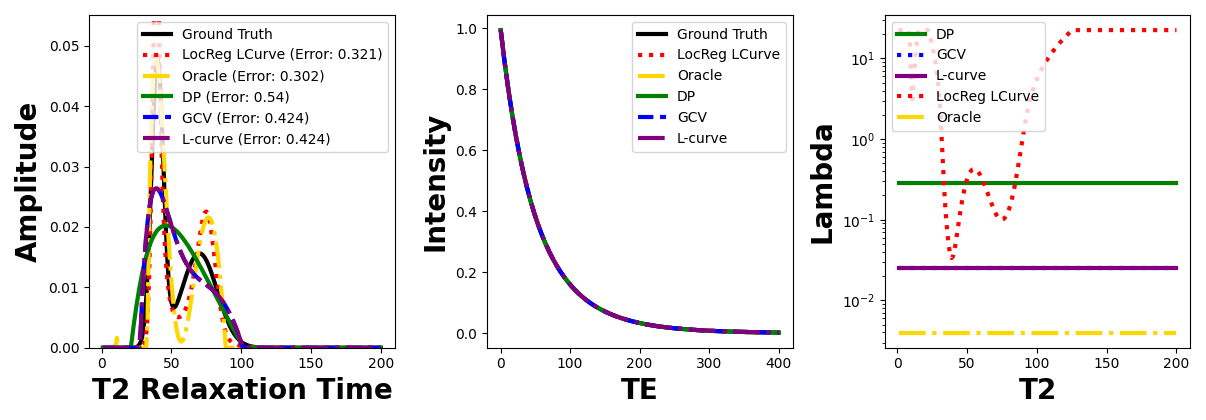 Amplitude
0.05
0.04
0.03
0.02
0.01
0.00
0 50 100 150 200
T2 Relaxation Time
Ground Truth
LocReg LCurve (Error: 0.321)
Oracle (Error: 0.302)
DP (Error: 0.54)
GCV (Error: 0.424)
L-curve (Error: 0.424)
Intensity
1.0
0.8
0.6
0.4
0.2
0.0
0 100 200 300 400
TE
Ground Truth
LocReg LCurve
Oracle
DP
GCV
L-curve
Lambda
10¹
10⁰
10⁻¹
10⁻²
0 50 100 150 200
T2
DP
GCV
L-curve
LocReg LCurve
Oracle